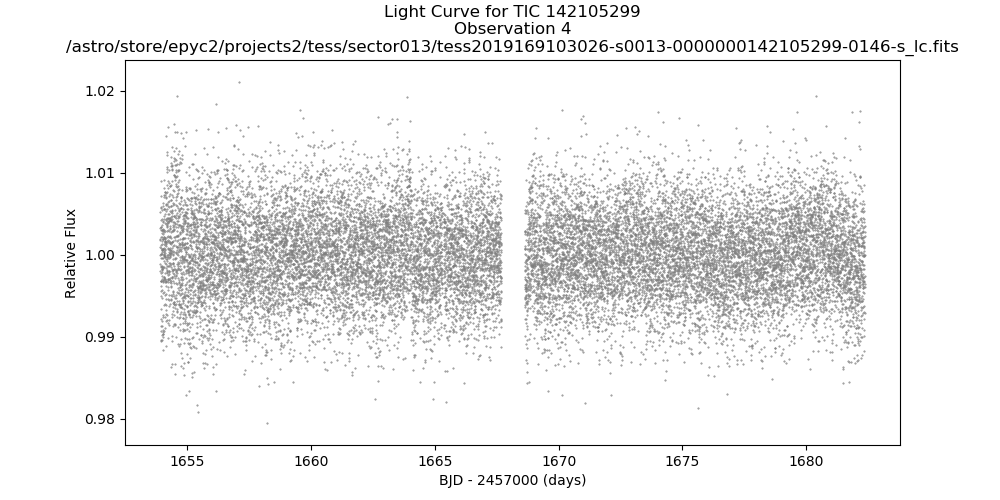 Light Curve for TIC 142105299
Observation 4
/astro/store/epyc2/projects2/tess/sector013/tess2019169103026-s0013-0000000142105299-0146-s_lc.fits
1.02
1.01
1.00
0.99
0.98
Relative Flux
1655 1660 1665 1670 1675 1680
BJD - 2457000 (days)